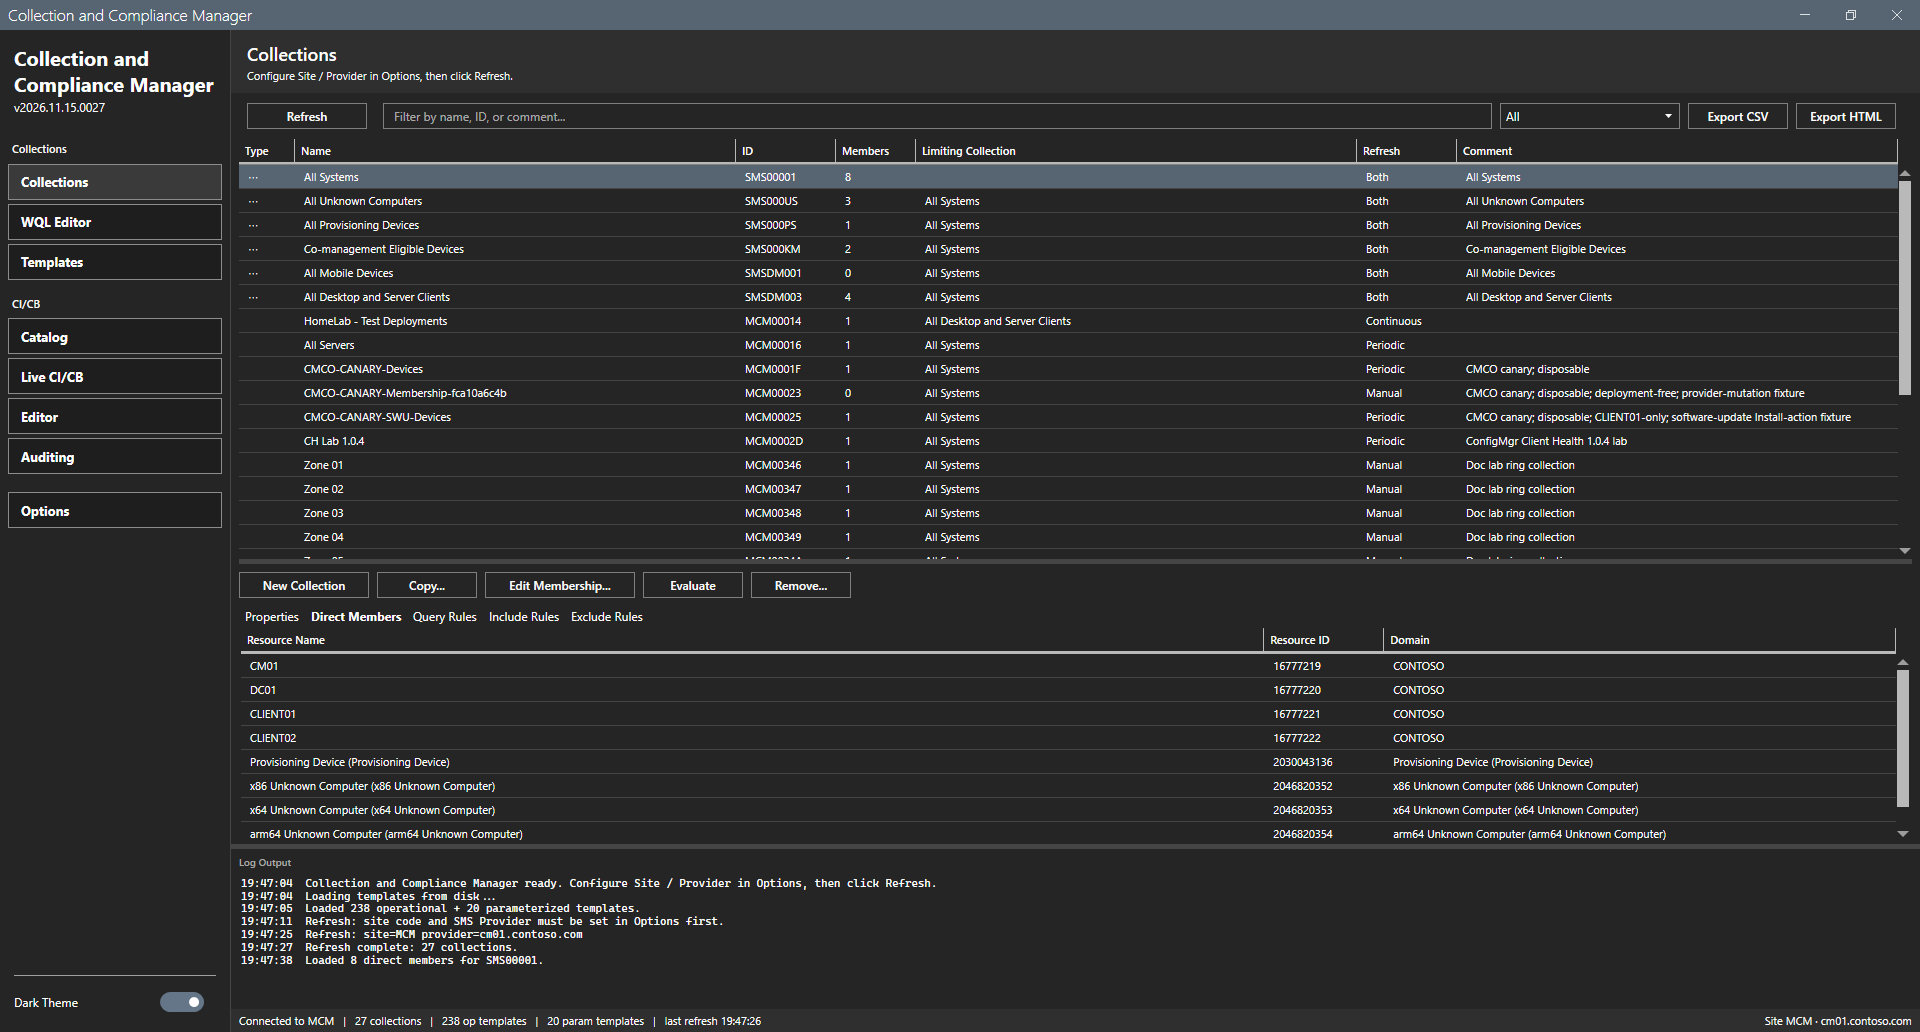 Collection and Compliance Manager
Collection and
Compliance Manager
v2026.11.15.0027
Collections
Collections
WQL Editor
Templates
CI/CB
Catalog
Live CI/CB
Editor
Auditing
Options
Dark Theme
Collections
Configure Site / Provider in Options, then click Refresh.
Refresh Filter by name, ID, or comment... All Export CSV Export HTML
Type Name ID Members Limiting Collection Refresh Comment
... All Systems SMS00001 8 Both All Systems
... All Unknown Computers SMS000US 3 All Systems Both All Unknown Computers
... All Provisioning Devices SMS000PS 1 All Systems Both All Provisioning Devices
... Co-management Eligible Devices SMS000KM 2 All Systems Both Co-management Eligible Devices
... All Mobile Devices SMSDM001 0 All Systems Both All Mobile Devices
... All Desktop and Server Clients SMSDM003 4 All Systems Both All Desktop and Server Clients
HomeLab - Test Deployments MCM00014 1 All Desktop and Server Clients Continuous
All Servers MCM00016 1 All Systems Periodic
CMCO-CANARY-Devices MCM0001F 1 All Systems Periodic CMCO canary; disposable
CMCO-CANARY-Membership-fca10a6c4b MCM00023 0 All Systems Manual CMCO canary; disposable; deployment-free; provider-mutation fixture
CMCO-CANARY-SWU-Devices MCM00025 1 All Systems Periodic CMCO canary; disposable; CLIENT01-only; software-update Install-action fixture
CH Lab 1.0.4 MCM0002D 1 All Systems Periodic ConfigMgr Client Health 1.0.4 lab
Zone 01 MCM00346 1 All Systems Manual Doc lab ring collection
Zone 02 MCM00347 1 All Systems Manual Doc lab ring collection
Zone 03 MCM00348 1 All Systems Manual Doc lab ring collection
Zone 04 MCM00349 1 All Systems Manual Doc lab ring collection
New Collection Copy... Edit Membership... Evaluate Remove...
Properties Direct Members Query Rules Include Rules Exclude Rules
Resource Name Resource ID Domain
CM01 16777219 CONTOSO
DC01 16777220 CONTOSO
CLIENT01 16777221 CONTOSO
CLIENT02 16777222 CONTOSO
Provisioning Device (Provisioning Device) 2030043136 Provisioning Device (Provisioning Device)
x86 Unknown Computer (x86 Unknown Computer) 2046820352 x86 Unknown Computer (x86 Unknown Computer)
x64 Unknown Computer (x64 Unknown Computer) 2046820353 x64 Unknown Computer (x64 Unknown Computer)
arm64 Unknown Computer (arm64 Unknown Computer) 2046820354 arm64 Unknown Computer (arm64 Unknown Computer)
Log Output
19:47:04 Collection and Compliance Manager ready. Configure Site / Provider in Options, then click Refresh.
19:47:04 Loading templates from disk...
19:47:05 Loaded 238 operational + 20 parameterized templates.
19:47:11 Refresh: site code and SMS Provider must be set in Options first.
19:47:25 Refresh: site=MCM provider=cm01.contoso.com
19:47:27 Refresh complete: 27 collections.
19:47:38 Loaded 8 direct members for SMS00001.
Connected to MCM | 27 collections | 238 op templates | 20 param templates | last refresh 19:47:26
Site MCM · cm01.contoso.com